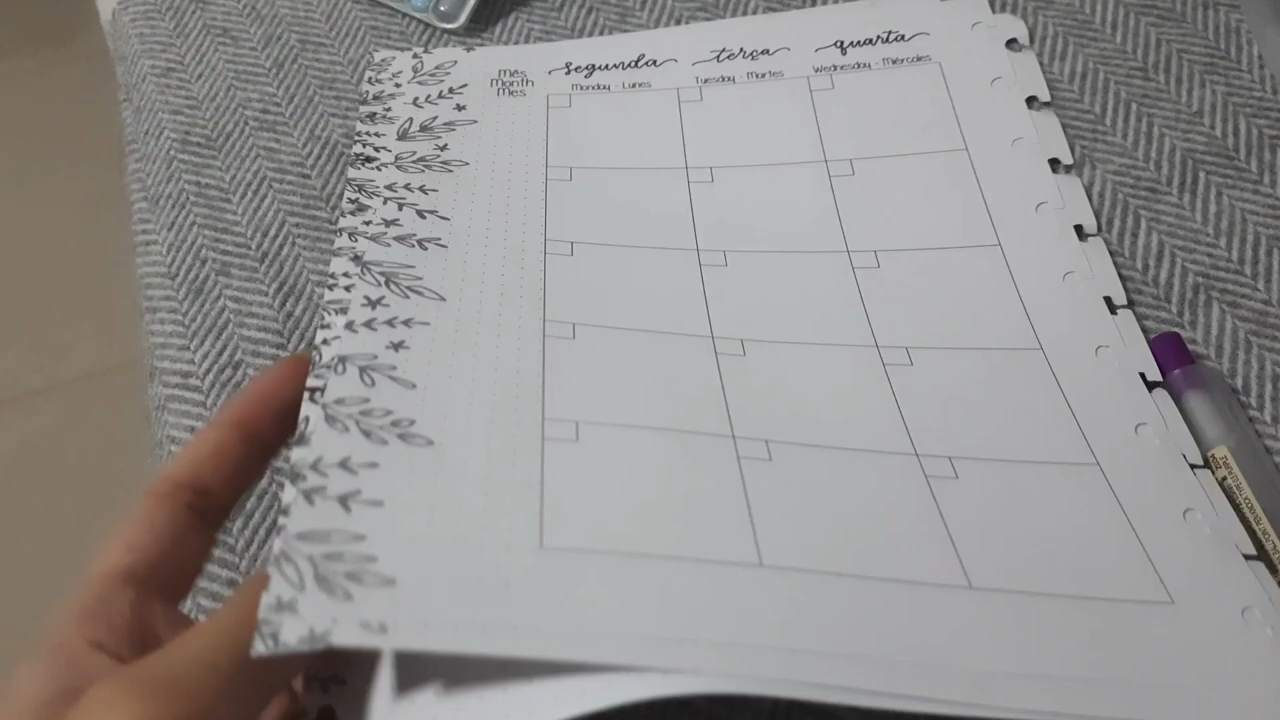 segunda terça quarta
Mês
Month
Mes
Monday - Lunes Tuesday - Martes Wednesday - Miércoles